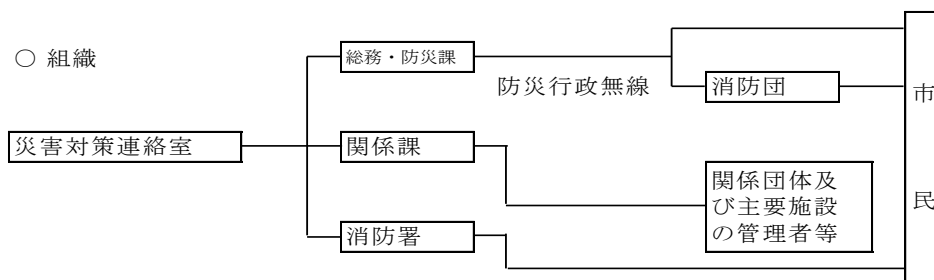 ○ 組織
総務・防災課
防災行政無線
消防団
市民
災害対策連絡室
関係課
関係団体及
び主要施設
の管理者等
消防署